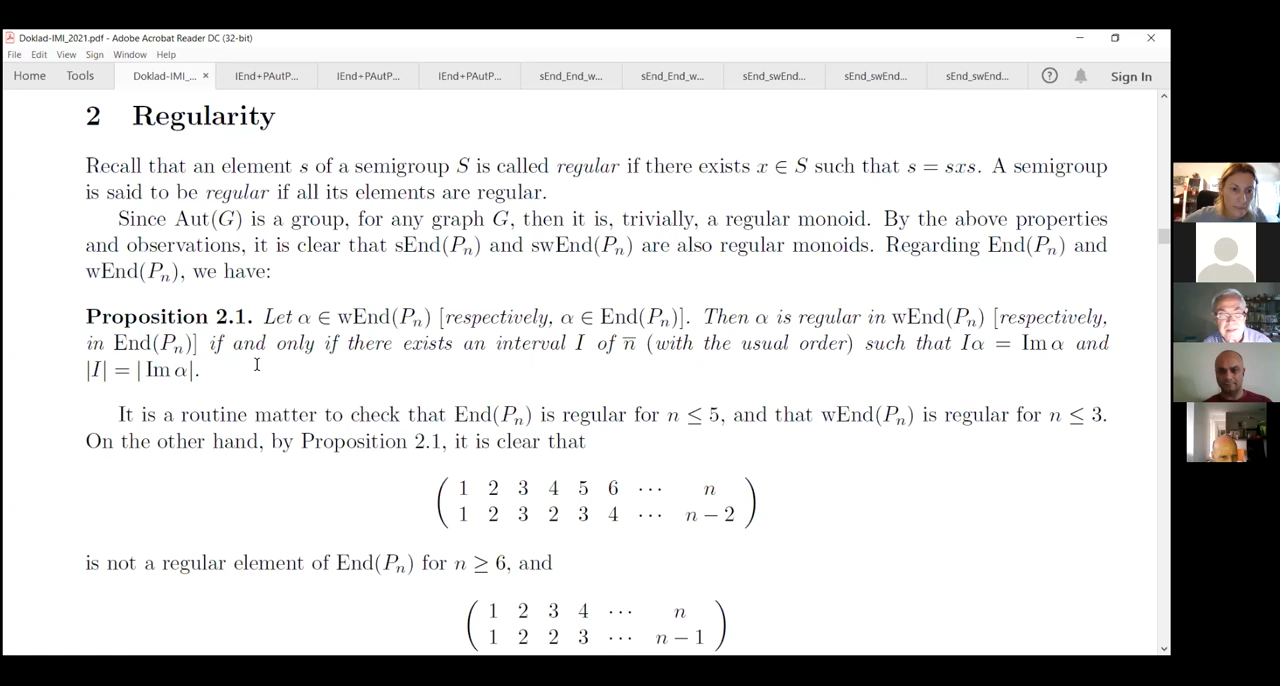 Doklad-IMI_2021.pdf - Adobe Acrobat Reader DC (32-bit)
File Edit View Sign Window Help
Home Tools Doklad-IMI_... × IEnd+PAutP... IEnd+PAutP... IEnd+PAutP... sEnd_End_w... sEnd_End_w... sEnd_swEnd... sEnd_swEnd... sEnd_swEnd... Sign In
2 Regularity
Recall that an element s of a semigroup S is called regular if there exists x ∈ S such that s = sxs. A semigroup
is said to be regular if all its elements are regular.
Since Aut(G) is a group, for any graph G, then it is, trivially, a regular monoid. By the above properties
and observations, it is clear that sEnd(Pₙ) and swEnd(Pₙ) are also regular monoids. Regarding End(Pₙ) and
wEnd(Pₙ), we have:
Proposition 2.1. Let α ∈ wEnd(Pₙ) [respectively, α ∈ End(Pₙ)]. Then α is regular in wEnd(Pₙ) [respectively,
in End(Pₙ)] if and only if there exists an interval I of n̅ (with the usual order) such that Iα = Im α and
|I| = | Im α|.
It is a routine matter to check that End(Pₙ) is regular for n ≤ 5, and that wEnd(Pₙ) is regular for n ≤ 3.
On the other hand, by Proposition 2.1, it is clear that
1 2 3 4 5 6 ⋯ n
1 2 3 2 3 4 ⋯ n − 2
is not a regular element of End(Pₙ) for n ≥ 6, and
1 2 3 4 ⋯ n
1 2 2 3 ⋯ n − 1